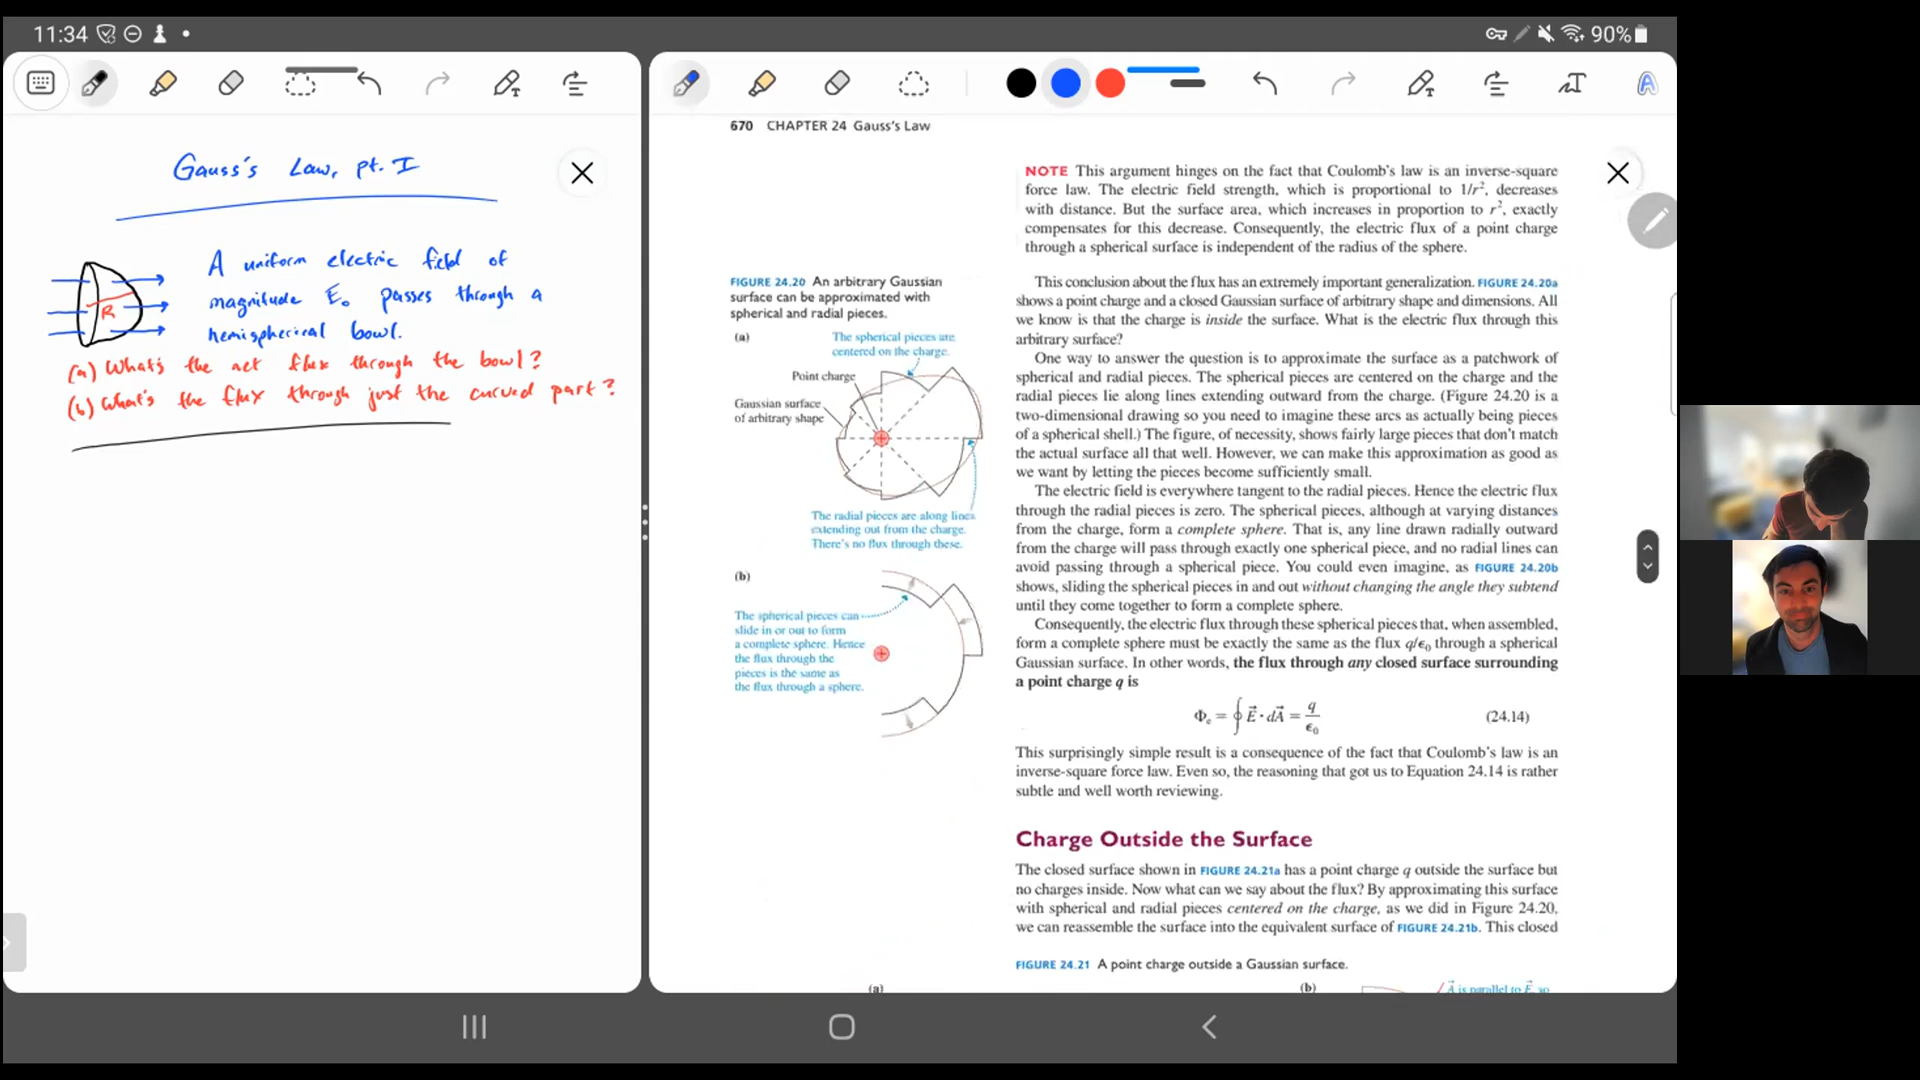 11:34
90%
Gauss's Law, pt. I
A uniform electric field of
magnitude E₀ passes through a
hemispherical bowl.
R
(a) What's the net flux through the bowl?
(b) What's the flux through just the curved part?
670 CHAPTER 24 Gauss's Law
NOTE This argument hinges on the fact that Coulomb's law is an inverse-square
force law. The electric field strength, which is proportional to 1/r², decreases
with distance. But the surface area, which increases in proportion to r², exactly
compensates for this decrease. Consequently, the electric flux of a point charge
through a spherical surface is independent of the radius of the sphere.
This conclusion about the flux has an extremely important generalization. FIGURE 24.20a
shows a point charge and a closed Gaussian surface of arbitrary shape and dimensions. All
we know is that the charge is inside the surface. What is the electric flux through this
arbitrary surface?
One way to answer the question is to approximate the surface as a patchwork of
spherical and radial pieces. The spherical pieces are centered on the charge and the
radial pieces lie along lines extending outward from the charge. (Figure 24.20 is a
two-dimensional drawing so you need to imagine these arcs as actually being pieces
of a spherical shell.) The figure, of necessity, shows fairly large pieces that don't match
the actual surface all that well. However, we can make this approximation as good as
we want by letting the pieces become sufficiently small.
The electric field is everywhere tangent to the radial pieces. Hence the electric flux
through the radial pieces is zero. The spherical pieces, although at varying distances
from the charge, form a complete sphere. That is, any line drawn radially outward
from the charge will pass through exactly one spherical piece, and no radial lines can
avoid passing through a spherical piece. You could even imagine, as FIGURE 24.20b
shows, sliding the spherical pieces in and out without changing the angle they subtend
until they come together to form a complete sphere.
Consequently, the electric flux through these spherical pieces that, when assembled,
form a complete sphere must be exactly the same as the flux q/ϵ₀ through a spherical
Gaussian surface. In other words, the flux through any closed surface surrounding
a point charge q is
Φₑ = ∮ E⃗ · dA⃗ = q/ϵ₀ (24.14)
This surprisingly simple result is a consequence of the fact that Coulomb's law is an
inverse-square force law. Even so, the reasoning that got us to Equation 24.14 is rather
subtle and well worth reviewing.
Charge Outside the Surface
The closed surface shown in FIGURE 24.21a has a point charge q outside the surface but
no charges inside. Now what can we say about the flux? By approximating this surface
with spherical and radial pieces centered on the charge, as we did in Figure 24.20,
we can reassemble the surface into the equivalent surface of FIGURE 24.21b. This closed
FIGURE 24.20 An arbitrary Gaussian
surface can be approximated with
spherical and radial pieces.
(a)
The spherical pieces are
centered on the charge.
Point charge
Gaussian surface
of arbitrary shape
The radial pieces are along lines
extending out from the charge.
There's no flux through these.
(b)
The spherical pieces can
slide in or out to form
a complete sphere. Hence
the flux through the
pieces is the same as
the flux through a sphere.
FIGURE 24.21 A point charge outside a Gaussian surface.
(a)
(b)
A⃗ is parallel to E⃗, so